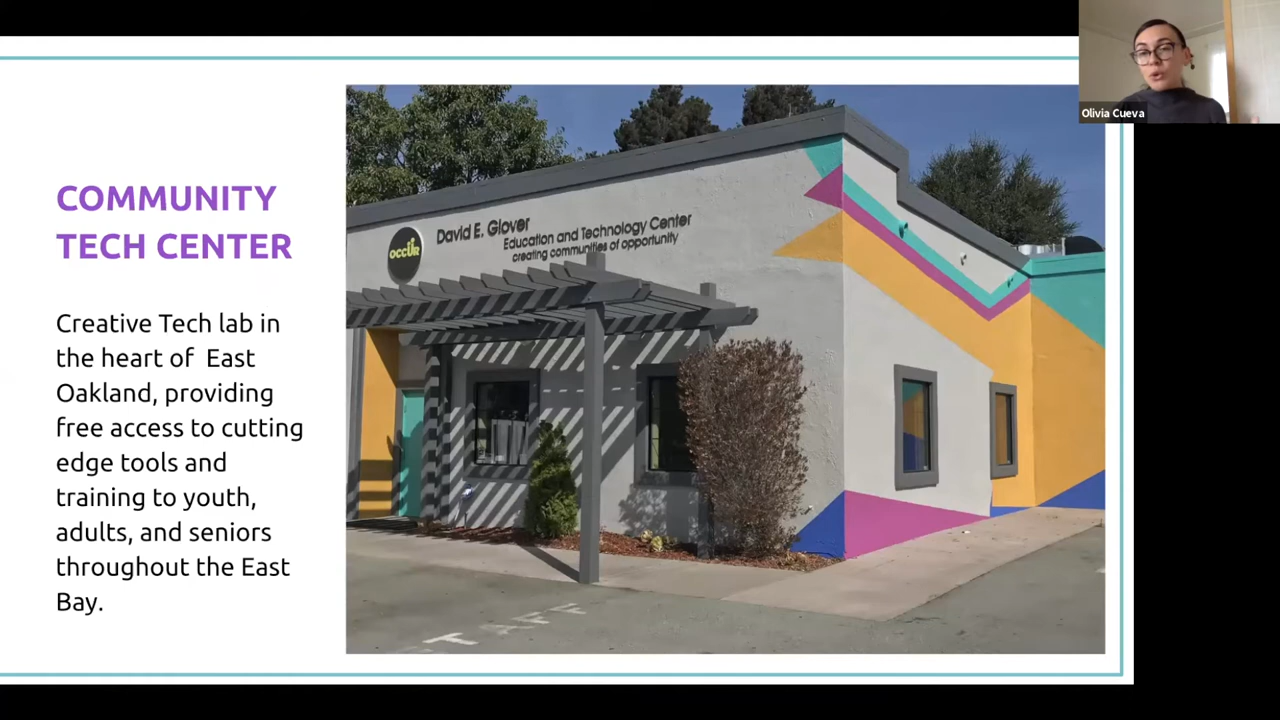 Olivia Cueva
COMMUNITY
TECH CENTER
Creative Tech lab in
the heart of East
Oakland, providing
free access to cutting
edge tools and
training to youth,
adults, and seniors
throughout the East
Bay.
OCCUR
David E. Glover
Education and Technology Center
creating communities of opportunity
STAFF